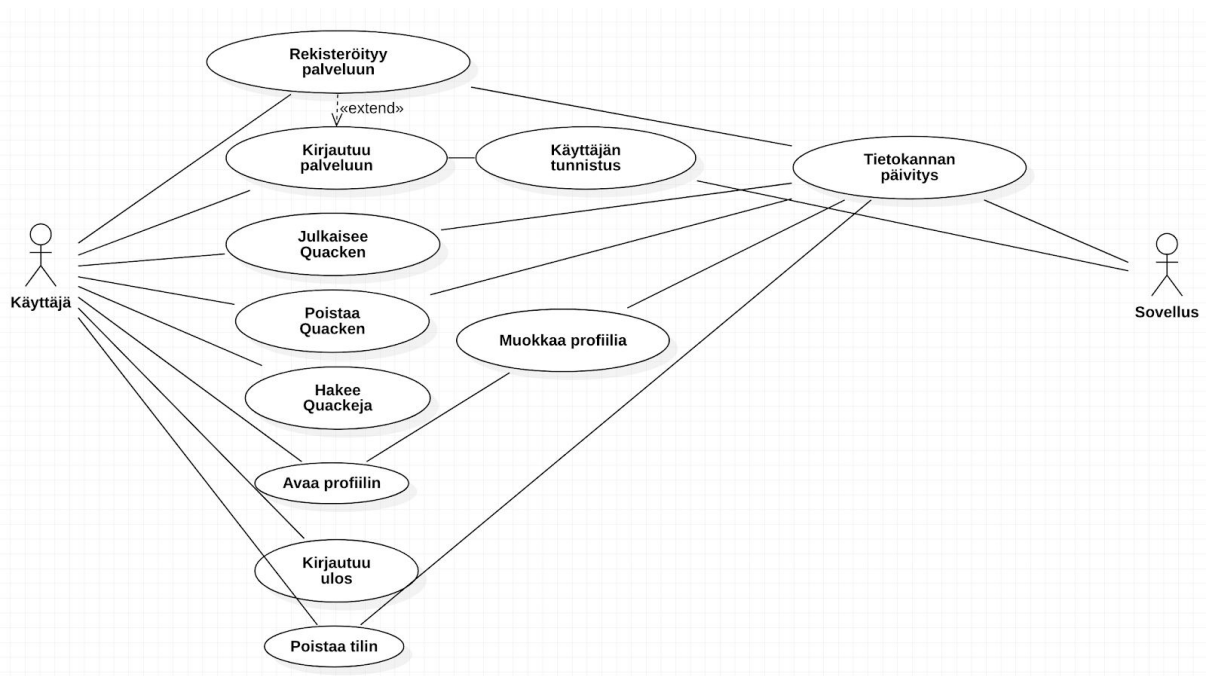 Rekisteröityy
palveluun
«extend»
Kirjautuu
palveluun
Käyttäjän
tunnistus
Tietokannan
päivitys
Julkaisee
Quacken
Käyttäjä
Sovellus
Poistaa
Quacken
Muokkaa profiilia
Hakee
Quackeja
Avaa profiilin
Kirjautuu
ulos
Poistaa tilin